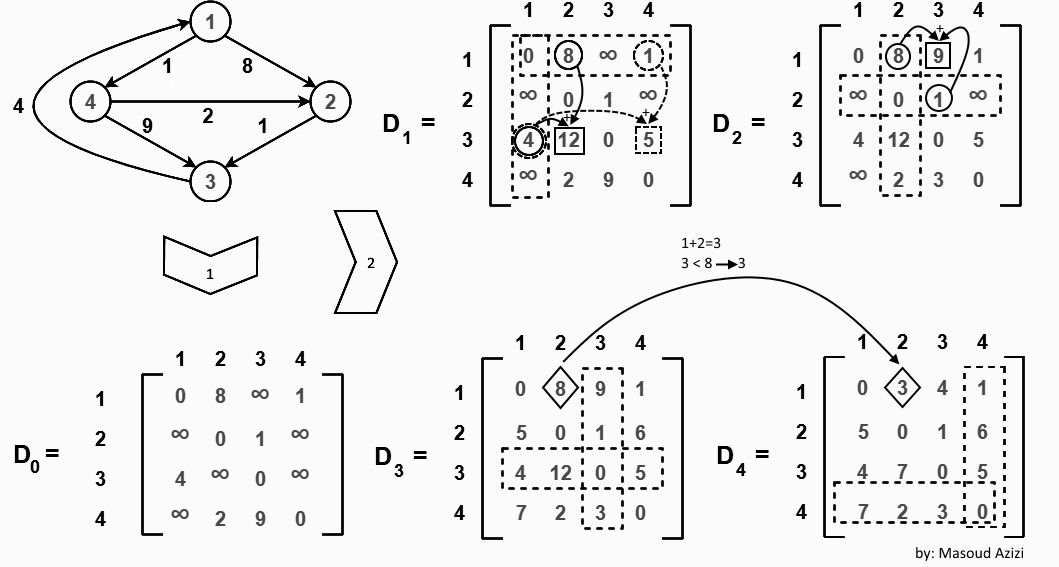 1
4
2
3
1
8
4
2
9
1
1
2
D1 =
1 2 3 4
1 0 8 ∞ 1
2 ∞ 0 1 ∞
3 4 12 0 5
4 ∞ 2 9 0
+
+
D2 =
1 2 3 4
1 0 8 9 1
2 ∞ 0 1 ∞
3 4 12 0 5
4 ∞ 2 3 0
+
D0 =
1 2 3 4
1 0 8 ∞ 1
2 ∞ 0 1 ∞
3 4 ∞ 0 ∞
4 ∞ 2 9 0
1+2=3
3 < 8 → 3
D3 =
1 2 3 4
1 0 8 9 1
2 5 0 1 6
3 4 12 0 5
4 7 2 3 0
D4 =
1 2 3 4
1 0 3 4 1
2 5 0 1 6
3 4 7 0 5
4 7 2 3 0
by: Masoud Azizi